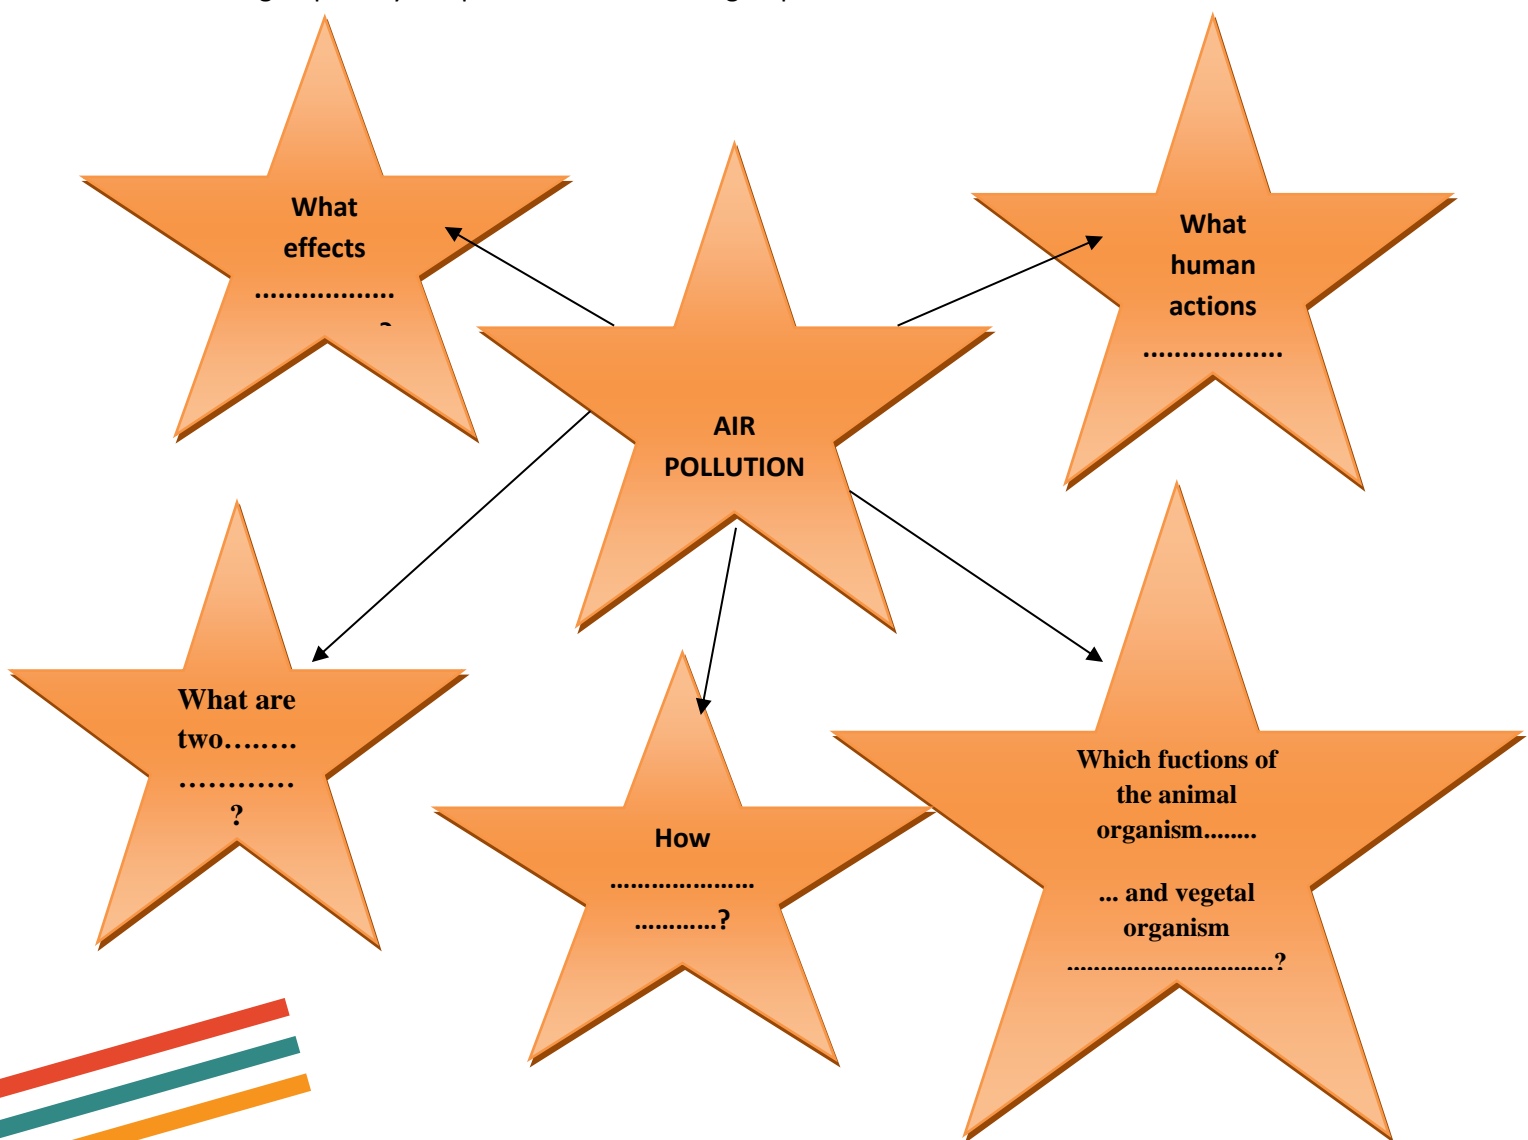 What
effects
..................
?
What
human
actions
..................
AIR
POLLUTION
What are
two……..
…………
?
How
…………………
…………?
Which fuctions of
the animal
organism........
... and vegetal
organism
...............................?